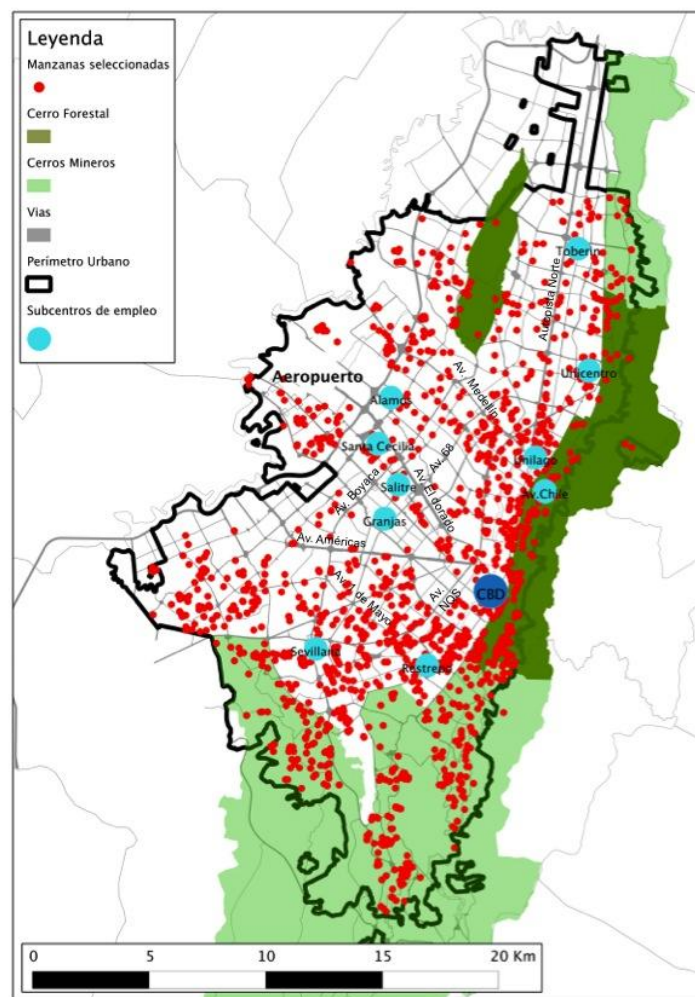 Leyenda
Manzanas seleccionadas
Cerro Forestal
Cerros Mineros
Vias
Perímetro Urbano
Subcentros de empleo
Toberin
Autopista Norte
Unicentro
Aeropuerto
Av. Medellín
Alamos
Santa Cecilia
Av. 68
Unilago
Salitre
Av.Chile
Av. Boyaca
Av. El dorado
Granjas
Av. Américas
CBD
Av. 1 de Mayo
Av. NQS
Sevillana
Restrepo
0 5 10 15 20 Km